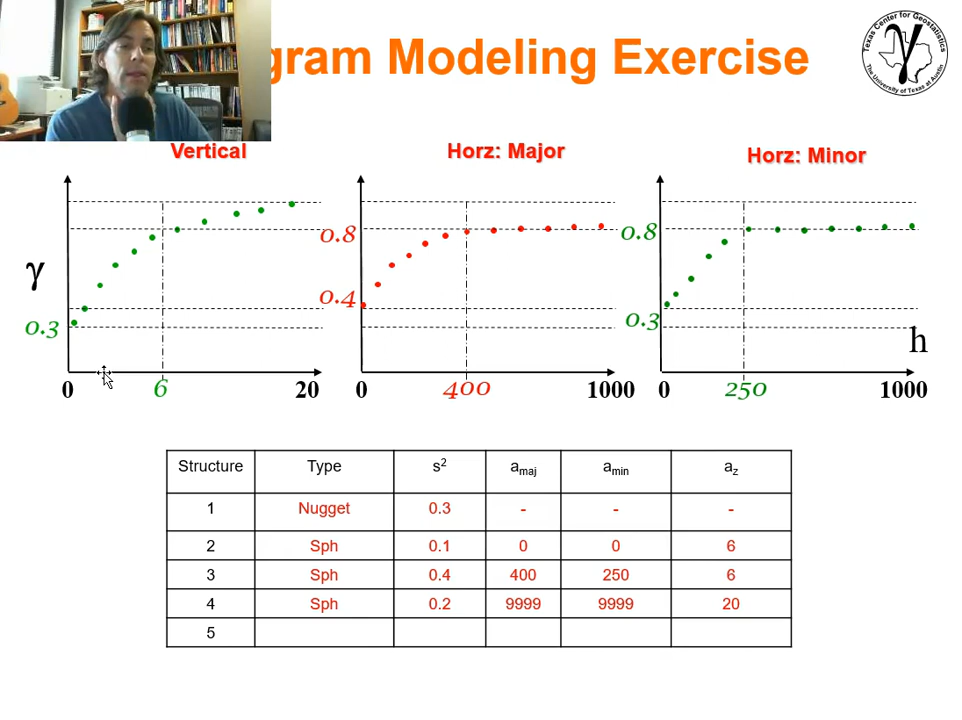 gram Modeling Exercise
Texas Center for Geostatistics
The University of Texas at Austin
γ
Vertical
Horz: Major
Horz: Minor
γ
0.3
0
6
20
0.8
0.4
0
400
1000
0.8
0.3
h
0
250
1000
Structure Type s² a_maj a_min a_z
1 Nugget 0.3 - - -
2 Sph 0.1 0 0 6
3 Sph 0.4 400 250 6
4 Sph 0.2 9999 9999 20
5